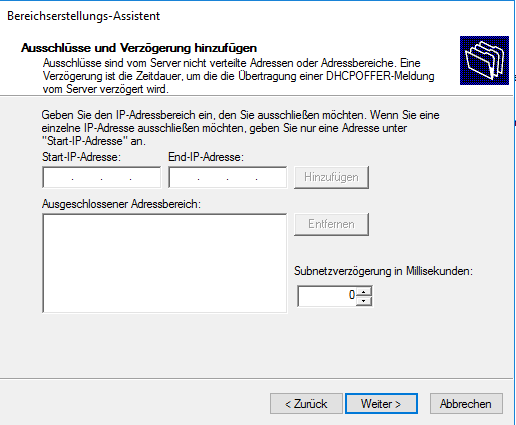 Bereichserstellungs-Assistent
Ausschlüsse und Verzögerung hinzufügen
Ausschlüsse sind vom Server nicht verteilte Adressen oder Adressbereiche. Eine
Verzögerung ist die Zeitdauer, um die die Übertragung einer DHCPOFFER-Meldung
vom Server verzögert wird.
Geben Sie den IP-Adressbereich ein, den Sie ausschließen möchten. Wenn Sie eine
einzelne IP-Adresse ausschließen möchten, geben Sie nur eine Adresse unter
"Start-IP-Adresse" an.
Start-IP-Adresse: End-IP-Adresse:
. . . . . . Hinzufügen
Ausgeschlossener Adressbereich:
Entfernen
Subnetzverzögerung in Millisekunden:
0
< Zurück Weiter > Abbrechen